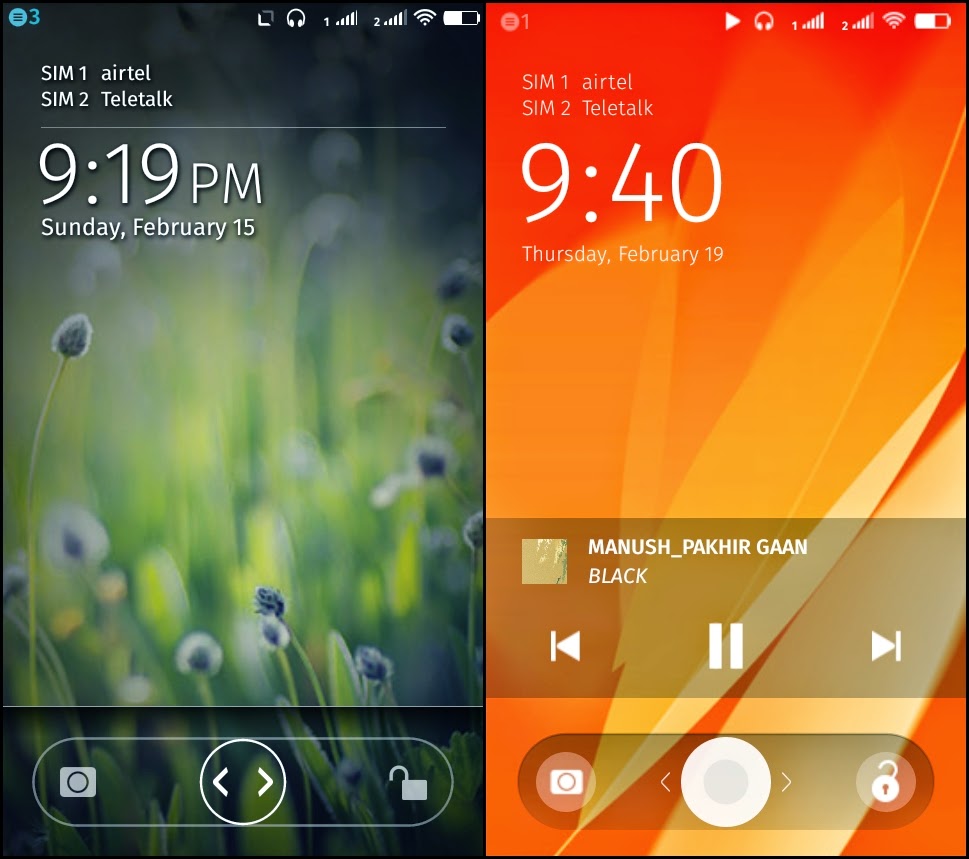 3
1 2
SIM 1 airtel
SIM 2 Teletalk
9:19 PM
Sunday, February 15
1
1 2
SIM 1 airtel
SIM 2 Teletalk
9:40
Thursday, February 19
MANUSH_PAKHIR GAAN
BLACK